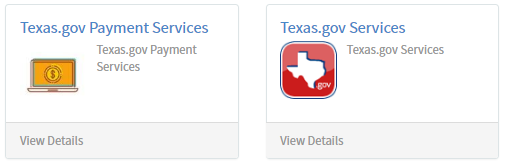 Texas.gov Payment Services
Texas.gov Payment
Services
View Details
Texas.gov Services
.gov
Texas.gov Services
View Details